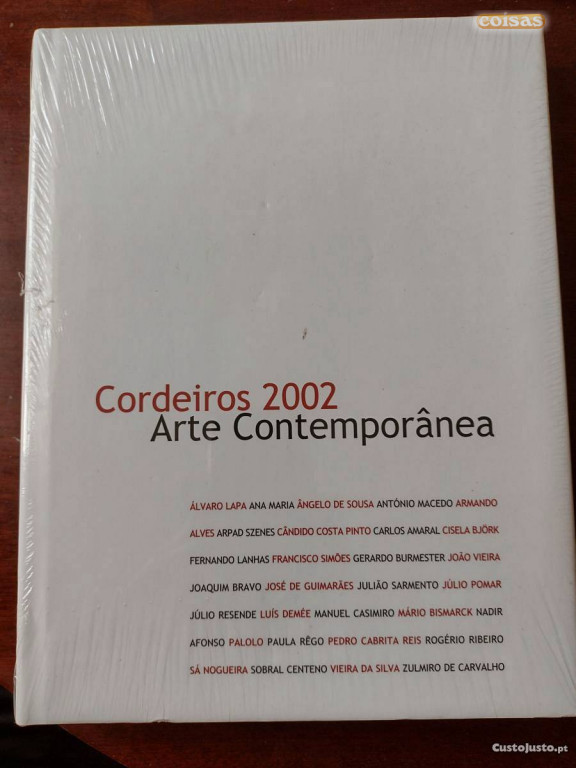 coisas
Cordeiros 2002
Arte Contemporânea
ÁLVARO LAPA ANA MARIA ÂNGELO DE SOUSA ANTÓNIO MACEDO ARMANDO
ALVES ARPAD SZENES CÂNDIDO COSTA PINTO CARLOS AMARAL CISELA BJÖRK
FERNANDO LANHAS FRANCISCO SIMÕES GERARDO BURMESTER JOÃO VIEIRA
JOAQUIM BRAVO JOSÉ DE GUIMARÃES JULIÃO SARMENTO JÚLIO POMAR
JÚLIO RESENDE LUÍS DEMÉE MANUEL CASIMIRO MÁRIO BISMARCK NADIR
AFONSO PALOLO PAULA RÊGO PEDRO CABRITA REIS ROGÉRIO RIBEIRO
SÁ NOGUEIRA SOBRAL CENTENO VIEIRA DA SILVA ZULMIRO DE CARVALHO
CustoJusto.pt